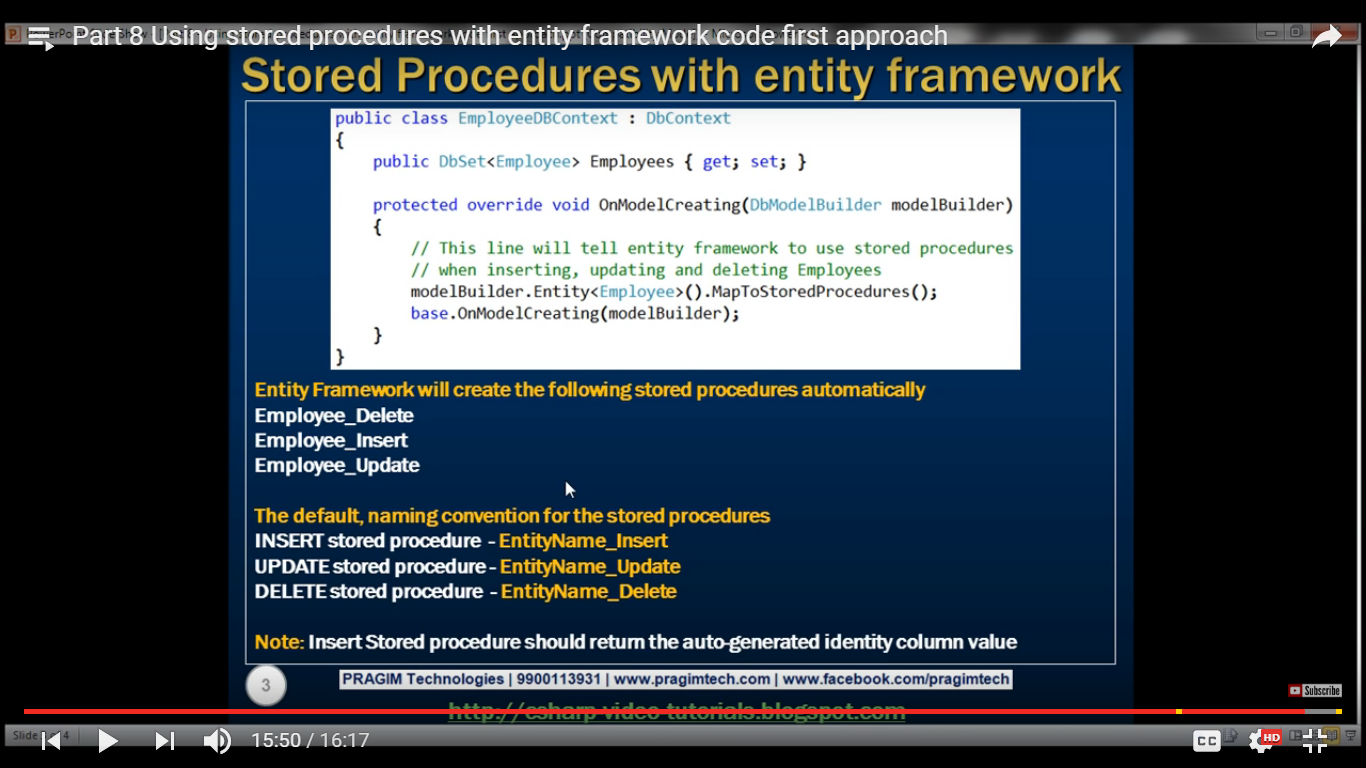 Part 8 Using stored procedures with entity framework code first approach
Stored Procedures with entity framework
public class EmployeeDBContext : DbContext
{
public DbSet<Employee> Employees { get; set; }
protected override void OnModelCreating(DbModelBuilder modelBuilder)
{
// This line will tell entity framework to use stored procedures
// when inserting, updating and deleting Employees
modelBuilder.Entity<Employee>().MapToStoredProcedures();
base.OnModelCreating(modelBuilder);
}
}
Entity Framework will create the following stored procedures automatically
Employee_Delete
Employee_Insert
Employee_Update
The default, naming convention for the stored procedures
INSERT stored procedure - EntityName_Insert
UPDATE stored procedure - EntityName_Update
DELETE stored procedure - EntityName_Delete
Note: Insert Stored procedure should return the auto-generated identity column value
3
PRAGIM Technologies | 9900113931 | www.pragimtech.com | www.facebook.com/pragimtech
Subscribe
http://csharp-video-tutorials.blogspot.com
Slide
4
15:50 / 16:17
CC
HD